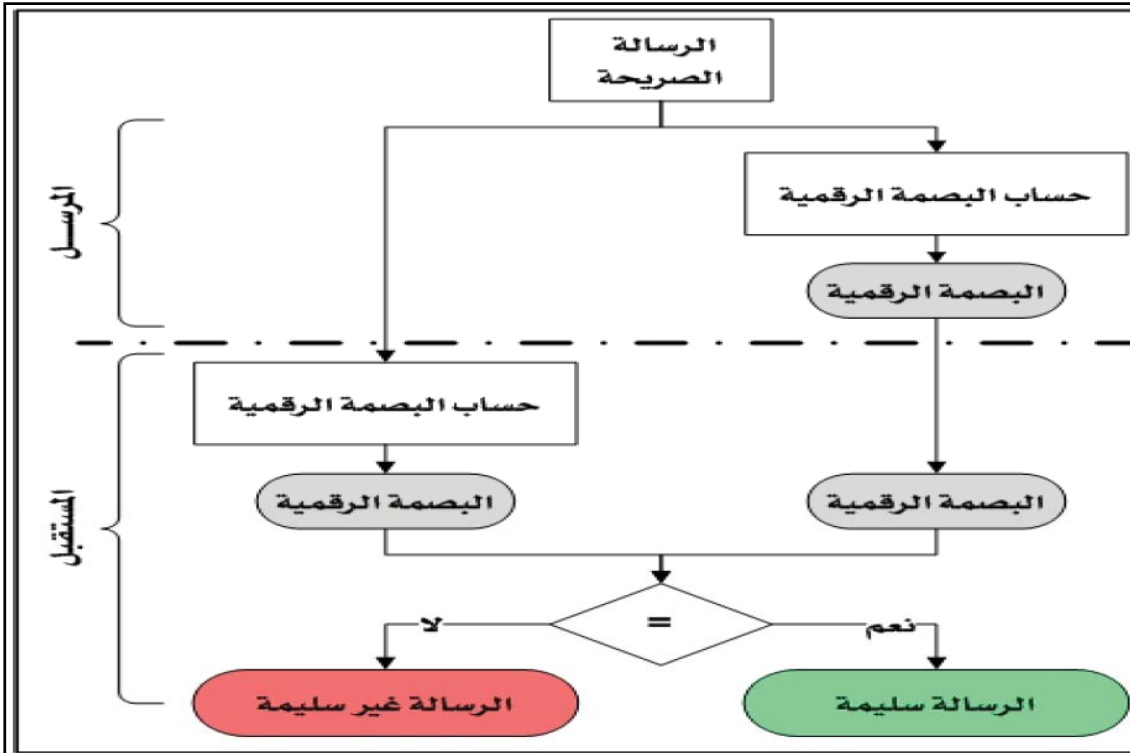 الرسالة
الصريحة
حساب البصمة الرقمية
المرســل
البصمة الرقمية
حساب البصمة الرقمية
البصمة الرقمية
البصمة الرقمية
المستقبل
=
نعم
لا
الرسالة سليمة
الرسالة غير سليمة